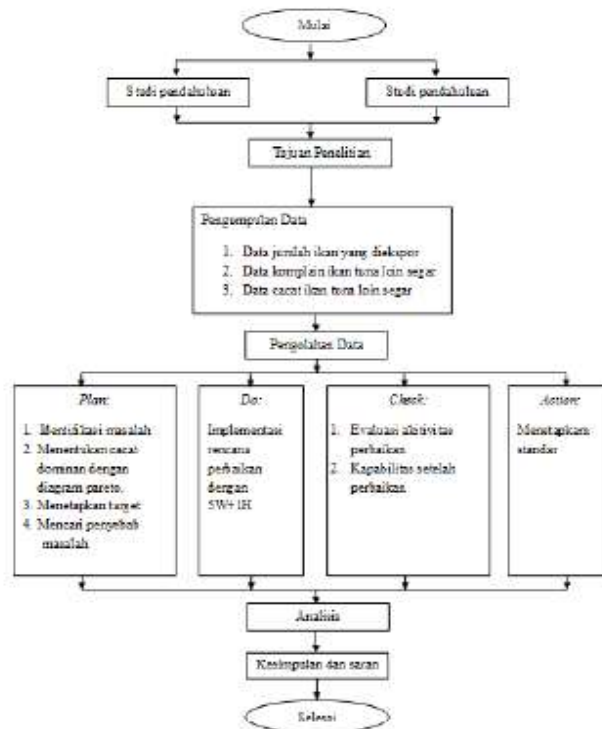 Mulai
Studi pendahuluan
Studi pendahuluan
Tujuan Penelitian
Pengumpulan Data
1. Data jumlah ikan yang diekspor
2. Data komplain ikan tuna loin segar
3. Data cacat ikan tuna loin segar
Pengolahan Data
Plan:
1. Identifikasi masalah
2. Menentukan cacat
dominan dengan
diagram pareto.
3. Menetapkan target
4. Mencari penyebab
masalah
Do:
Implementasi
rencana
perbaikan
dengan
5W+1H
Check:
1. Evaluasi aktivitas
perbaikan
2. Kapabilitas setelah
perbaikan
Action:
Menetapkam
standar
Analisis
Kesimpulan dan saran
Selesai